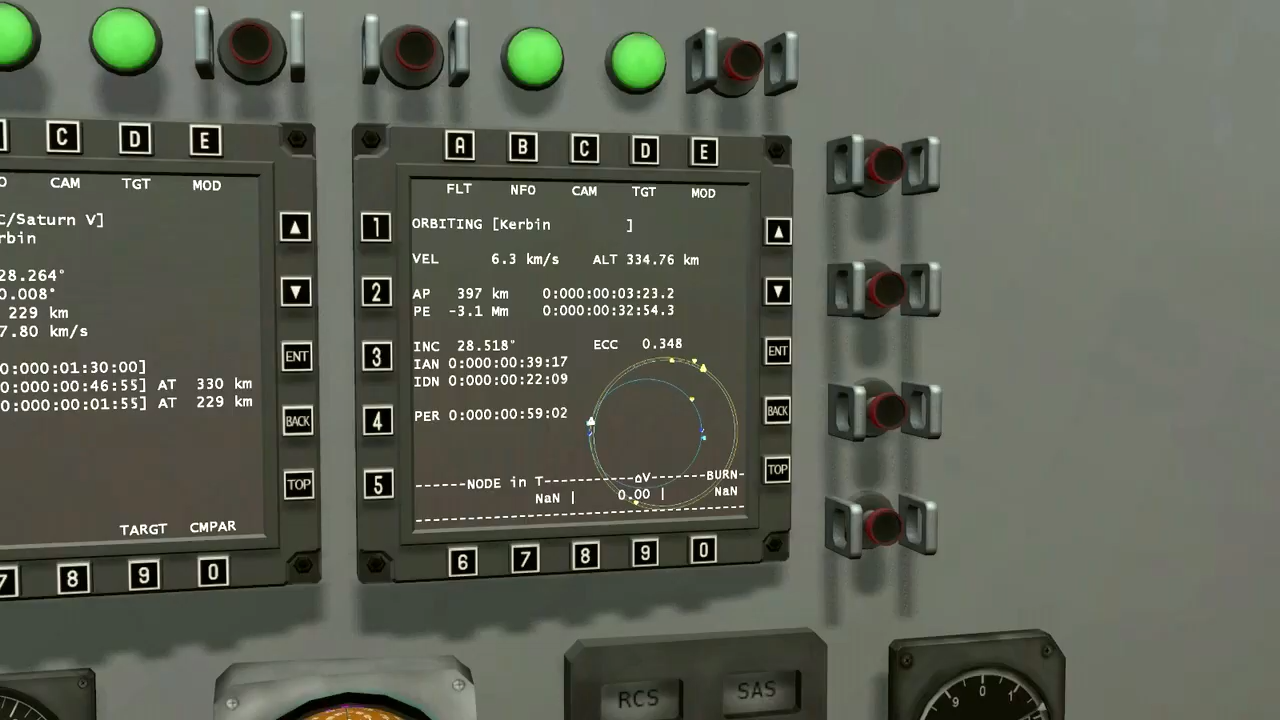 C D E
CAM TGT MOD
C/Saturn V]
rbin
28.264°
0.008°
229 km
7.80 km/s
0:000:00:01:30:00]
0:000:00:46:55] AT 330 km
0:000:00:01:55] AT 229 km
TARGT CMPAR
ENT
BACK
TOP
7 8 9 0
A B C D E
FLT NFO CAM TGT MOD
1
2
3
4
5
ORBITING [Kerbin ]
VEL 6.3 km/s ALT 334.76 km
AP 397 km 0:000:00:03:23.2
PE -3.1 Mm 0:000:00:32:54.3
INC 28.518° ECC 0.348
IAN 0:000:00:39:17
IDN 0:000:00:22:09
PER 0:000:00:59:02
------NODE in T-------------ΔV--------BURN-
NaN | 0.00 | NaN
ENT
BACK
TOP
6 7 8 9 0
RCS SAS
9 0 1